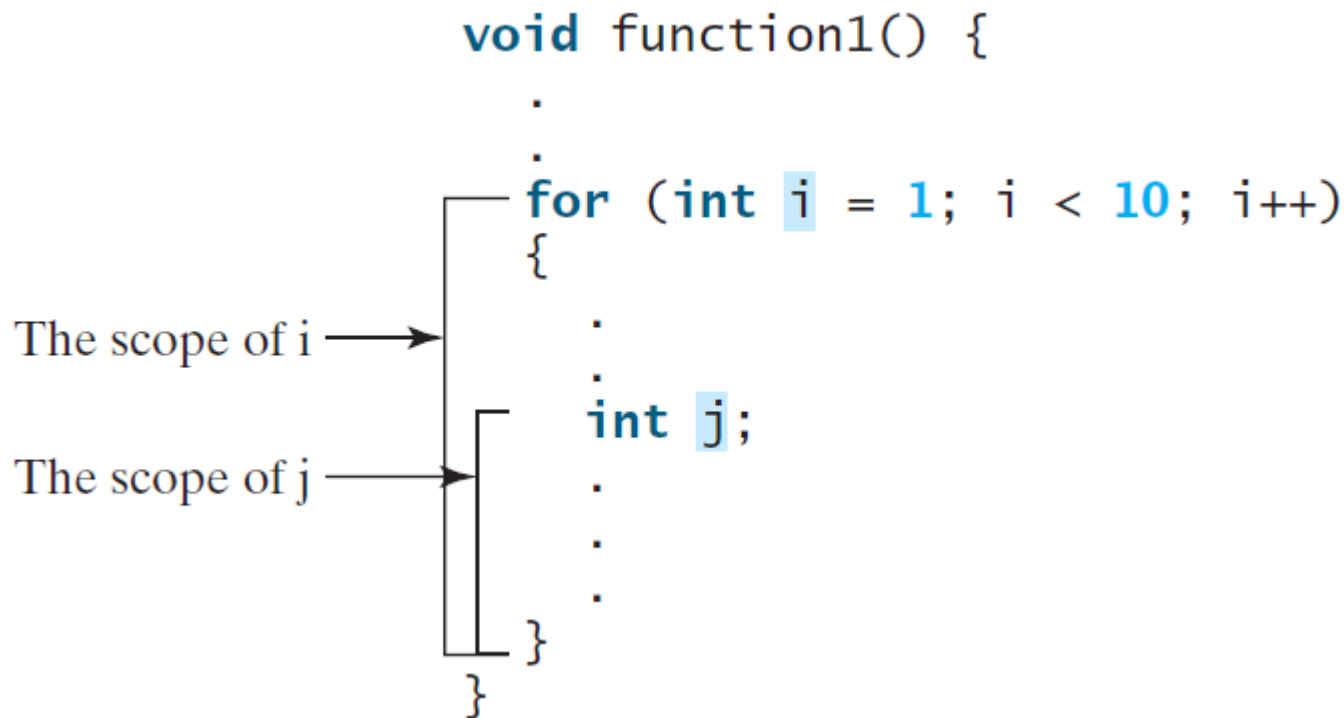 void function1() {
.
.
for (int i = 1; i < 10; i++)
{
.
The scope of i
.
int j;
The scope of j
.
.
.
}
}